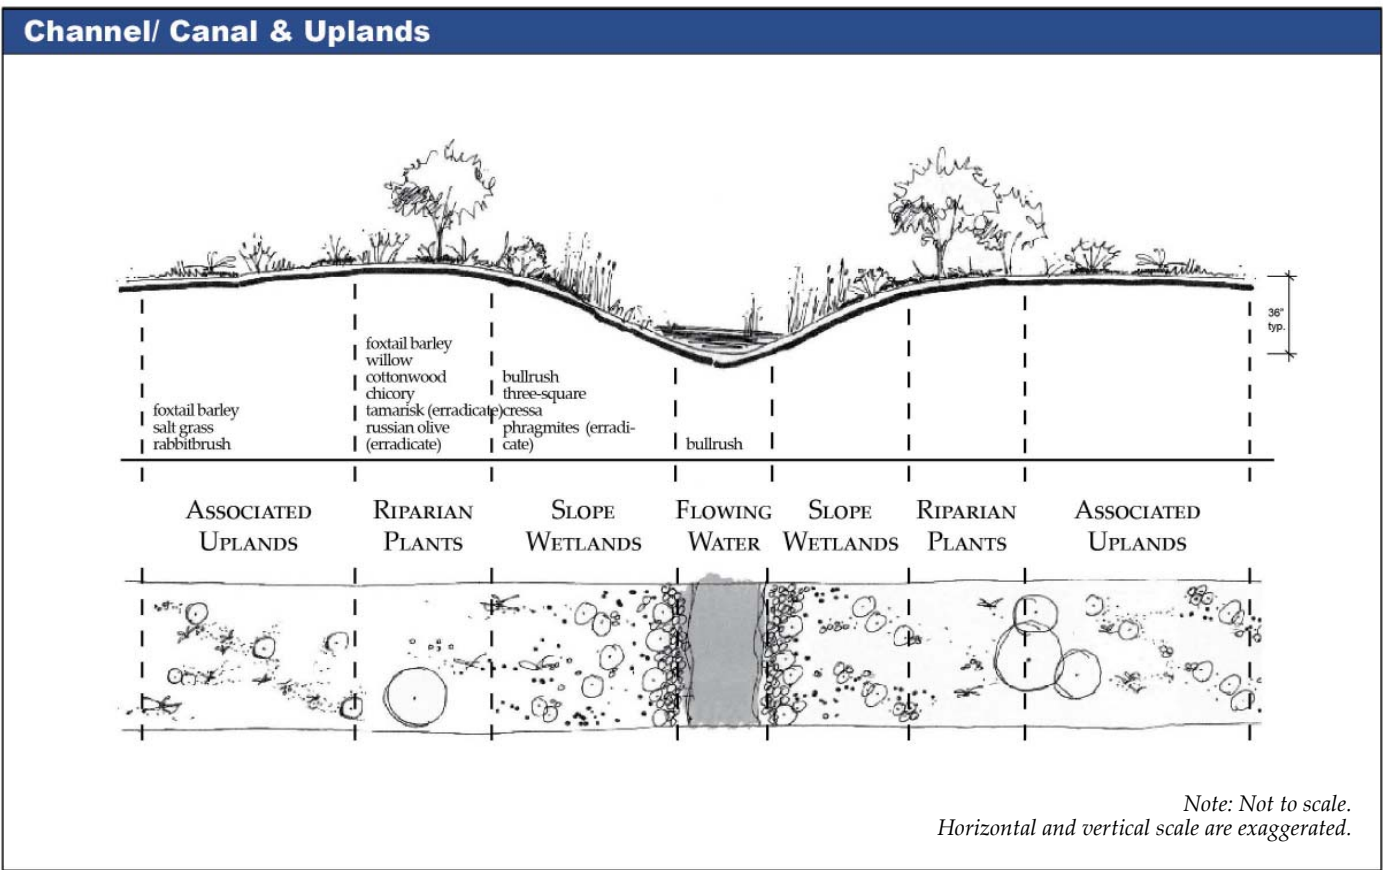 Channel/ Canal & Uplands
36"
typ.
foxtail barley
salt grass
rabbitbrush
foxtail barley
willow
cottonwood
chicory
tamarisk (erradicate)
russian olive
(erradicate)
bullrush
three-square
cressa
phragmites (erradi-
cate)
bullrush
ASSOCIATED
UPLANDS
RIPARIAN
PLANTS
SLOPE
WETLANDS
FLOWING
WATER
SLOPE
WETLANDS
RIPARIAN
PLANTS
ASSOCIATED
UPLANDS
Note: Not to scale.
Horizontal and vertical scale are exaggerated.